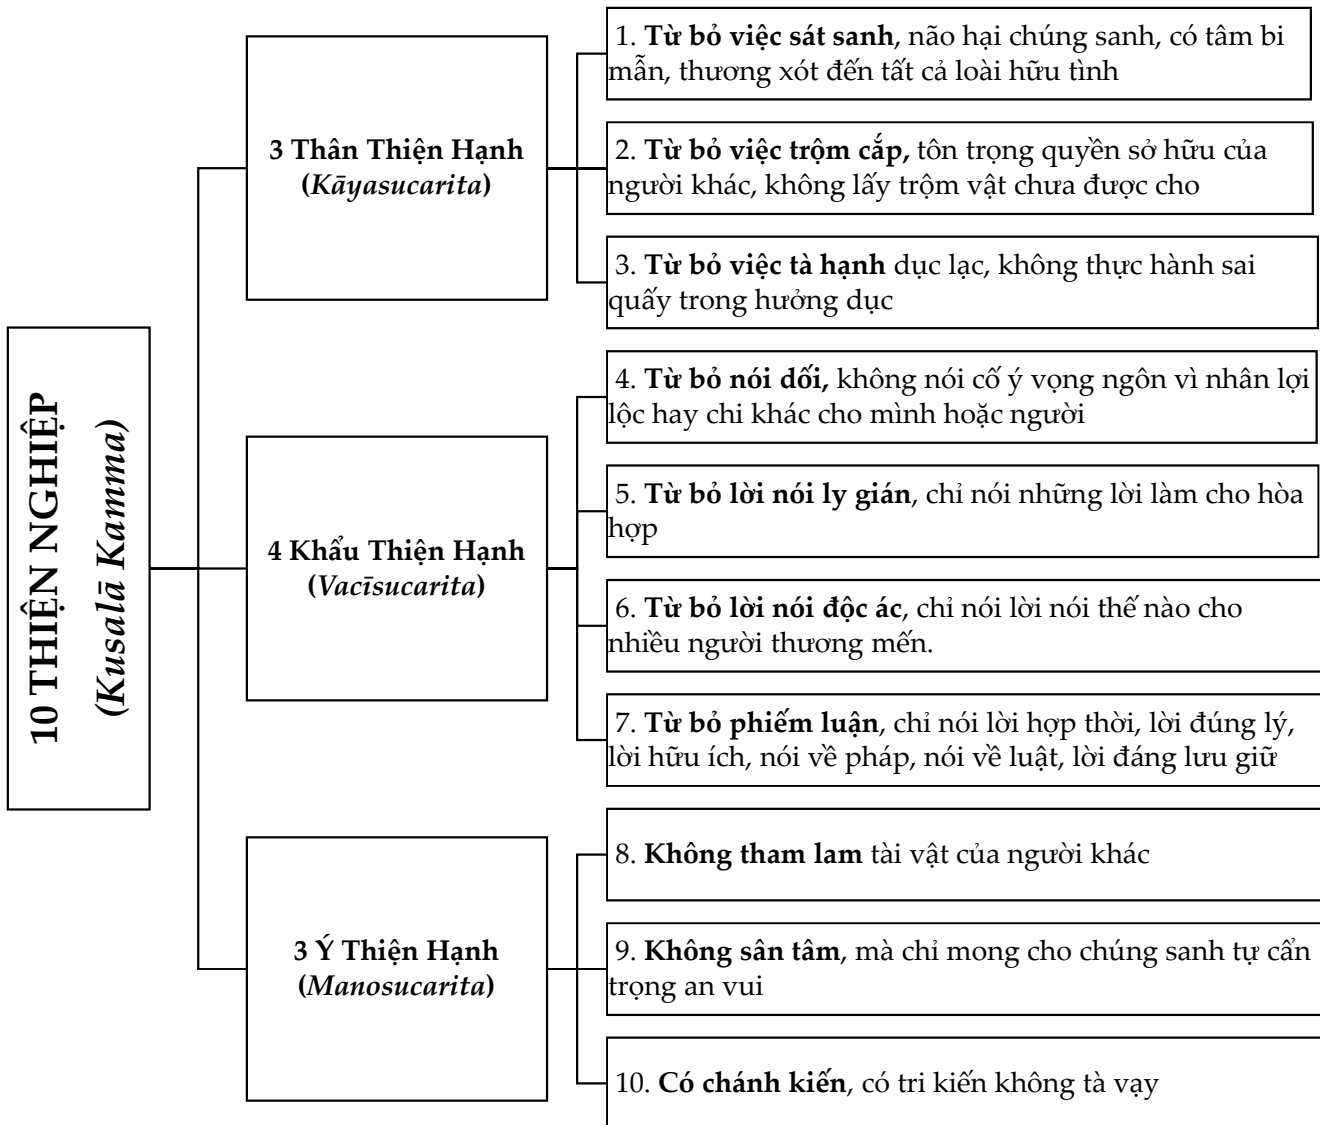 10 THIỆN NGHIỆP
(Kusalā Kamma)
3 Thân Thiện Hạnh
(Kāyasucarita)
1. Từ bỏ việc sát sanh, não hại chúng sanh, có tâm bi
mẫn, thương xót đến tất cả loài hữu tình
2. Từ bỏ việc trộm cắp, tôn trọng quyền sở hữu của
người khác, không lấy trộm vật chưa được cho
3. Từ bỏ việc tà hạnh dục lạc, không thực hành sai
quấy trong hưởng dục
4 Khẩu Thiện Hạnh
(Vacīsucarita)
4. Từ bỏ nói dối, không nói cố ý vọng ngôn vì nhân lợi
lộc hay chi khác cho mình hoặc người
5. Từ bỏ lời nói ly gián, chỉ nói những lời làm cho hòa
hợp
6. Từ bỏ lời nói độc ác, chỉ nói lời nói thế nào cho
nhiều người thương mến.
7. Từ bỏ phiếm luận, chỉ nói lời hợp thời, lời đúng lý,
lời hữu ích, nói về pháp, nói về luật, lời đáng lưu giữ
3 Ý Thiện Hạnh
(Manosucarita)
8. Không tham lam tài vật của người khác
9. Không sân tâm, mà chỉ mong cho chúng sanh tự cẩn
trọng an vui
10. Có chánh kiến, có tri kiến không tà vạy